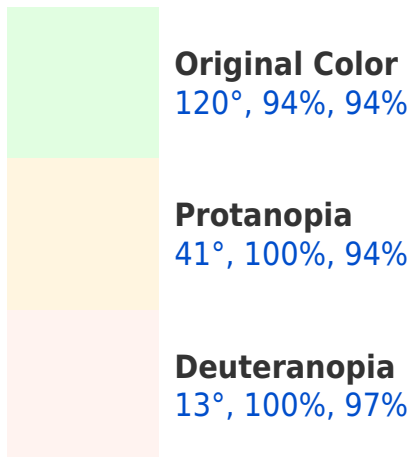 Original Color
120°, 94%, 94%
Protanopia
41°, 100%, 94%
Deuteranopia
13°, 100%, 97%